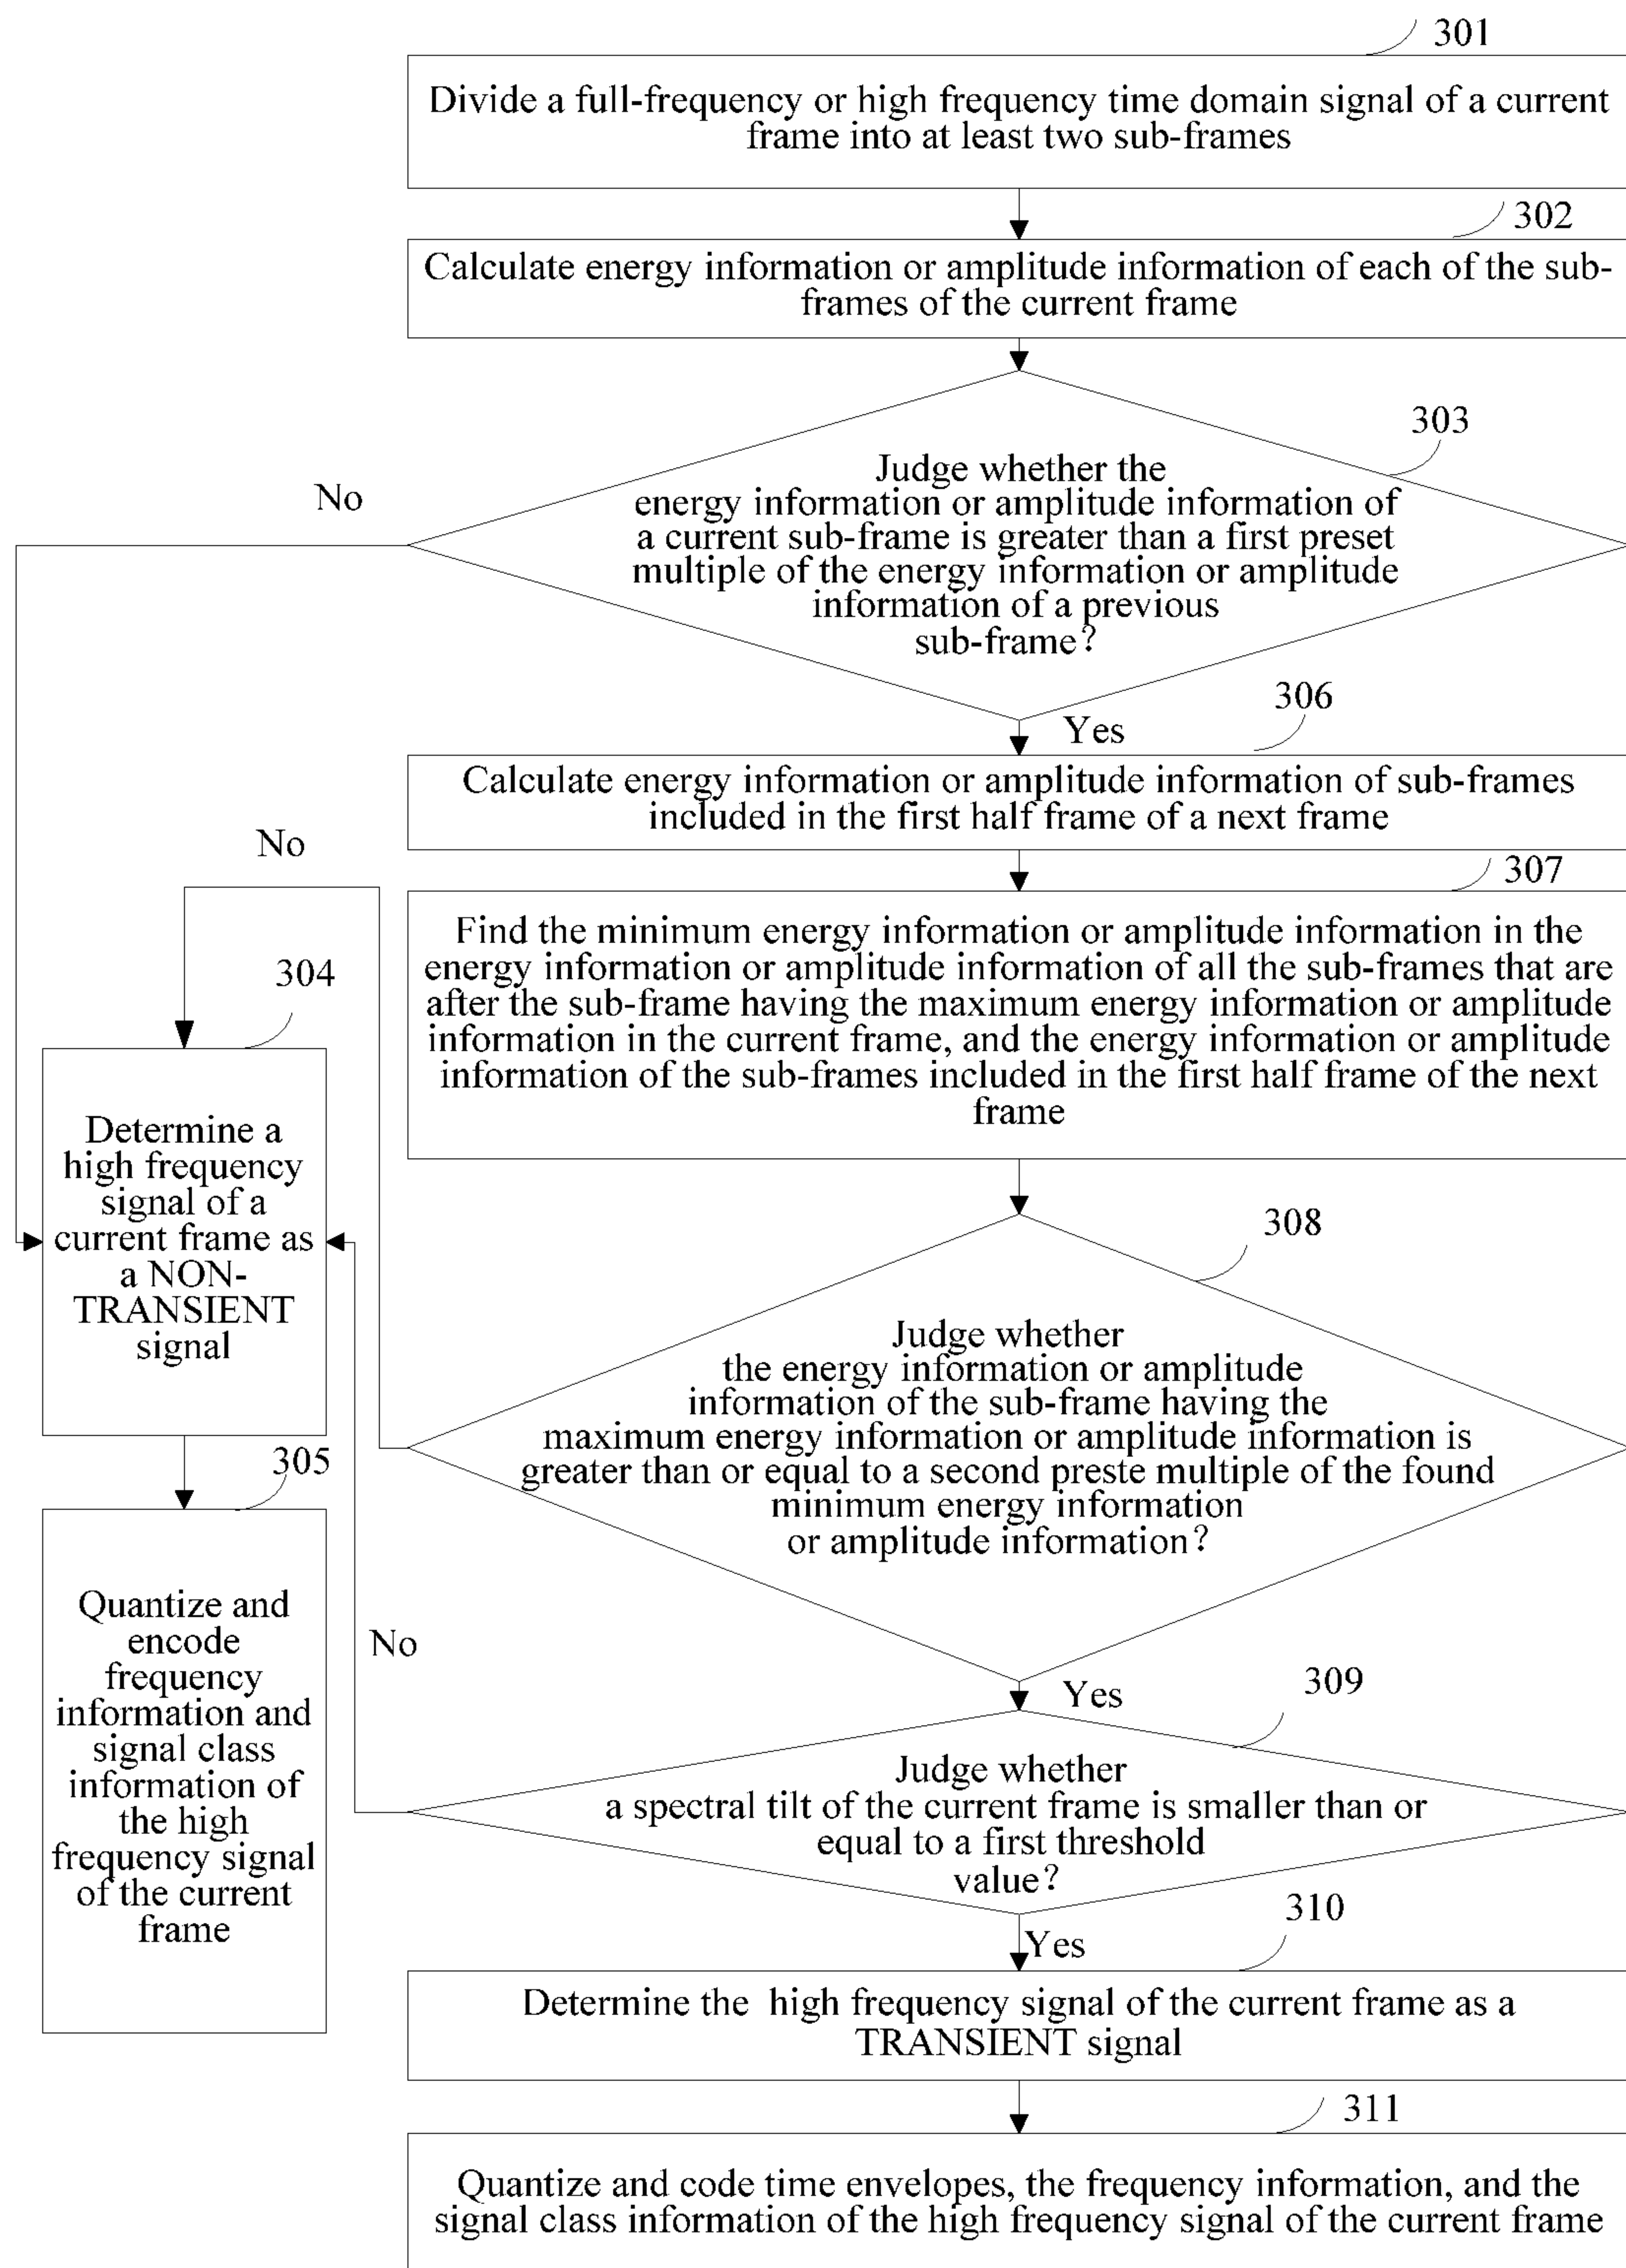 301
Divide a full-frequency or high frequency time domain signal of a current
frame into at least two sub-frames
302
Calculate energy information or amplitude information of each of the sub-
frames of the current frame
303
Judge whether the
energy information or amplitude information of
a current sub-frame is greater than a first preset
multiple of the energy information or amplitude
information of a previous
sub-frame?
No
306
Yes
Calculate energy information or amplitude information of sub-frames
included in the first half frame of a next frame
No
307
Find the minimum energy information or amplitude information in the
energy information or amplitude information of all the sub-frames that are
after the sub-frame having the maximum energy information or amplitude
information in the current frame, and the energy information or amplitude
information of the sub-frames included in the first half frame of the next
frame
304
Determine a
high frequency
signal of a
current frame as
a NON-
TRANSIENT
signal
308
Judge whether
the energy information or amplitude
information of the sub-frame having the
maximum energy information or amplitude information is
greater than or equal to a second preste multiple of the found
minimum energy information
or amplitude information?
305
Quantize and
encode
frequency
information and
signal class
information of
the high
frequency signal
of the current
frame
No
Yes
309
Judge whether
a spectral tilt of the current frame is smaller than or
equal to a first threshold
value?
310
Yes
Determine the high frequency signal of the current frame as a
TRANSIENT signal
311
Quantize and code time envelopes, the frequency information, and the
signal class information of the high frequency signal of the current frame